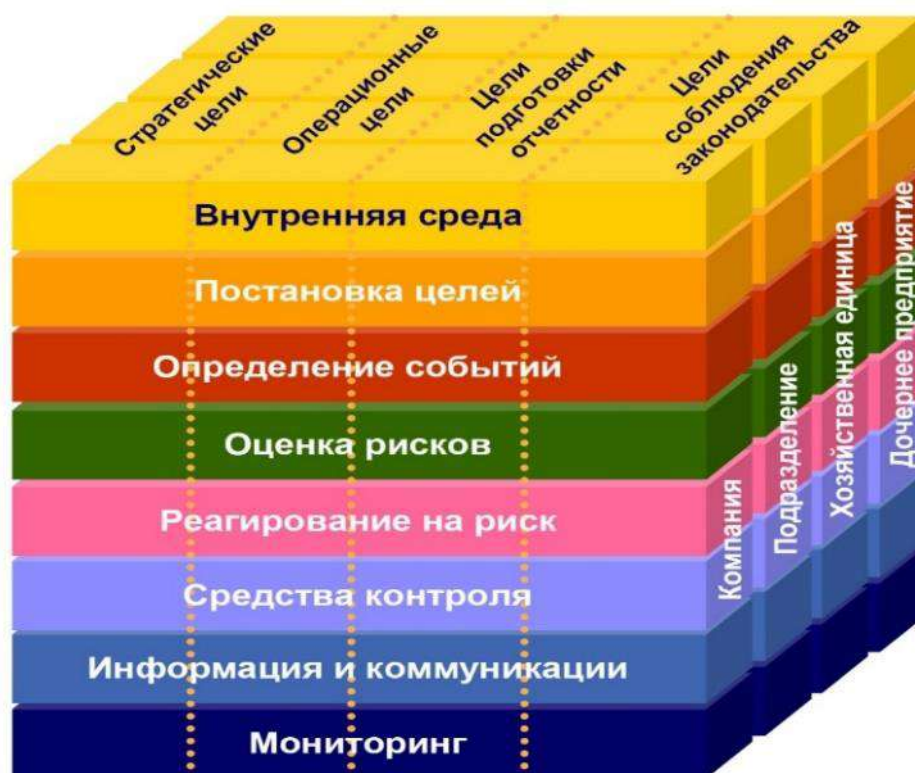 Стратегические
цели
Операционные
цели
Цели
подготовки
отчетности
Цели
соблюдения
законодательства
Внутренняя среда
Постановка целей
Определение событий
Оценка рисков
Реагирование на риск
Средства контроля
Информация и коммуникации
Мониторинг
Компания
Подразделение
Хозяйственная единица
Дочернее предприятие